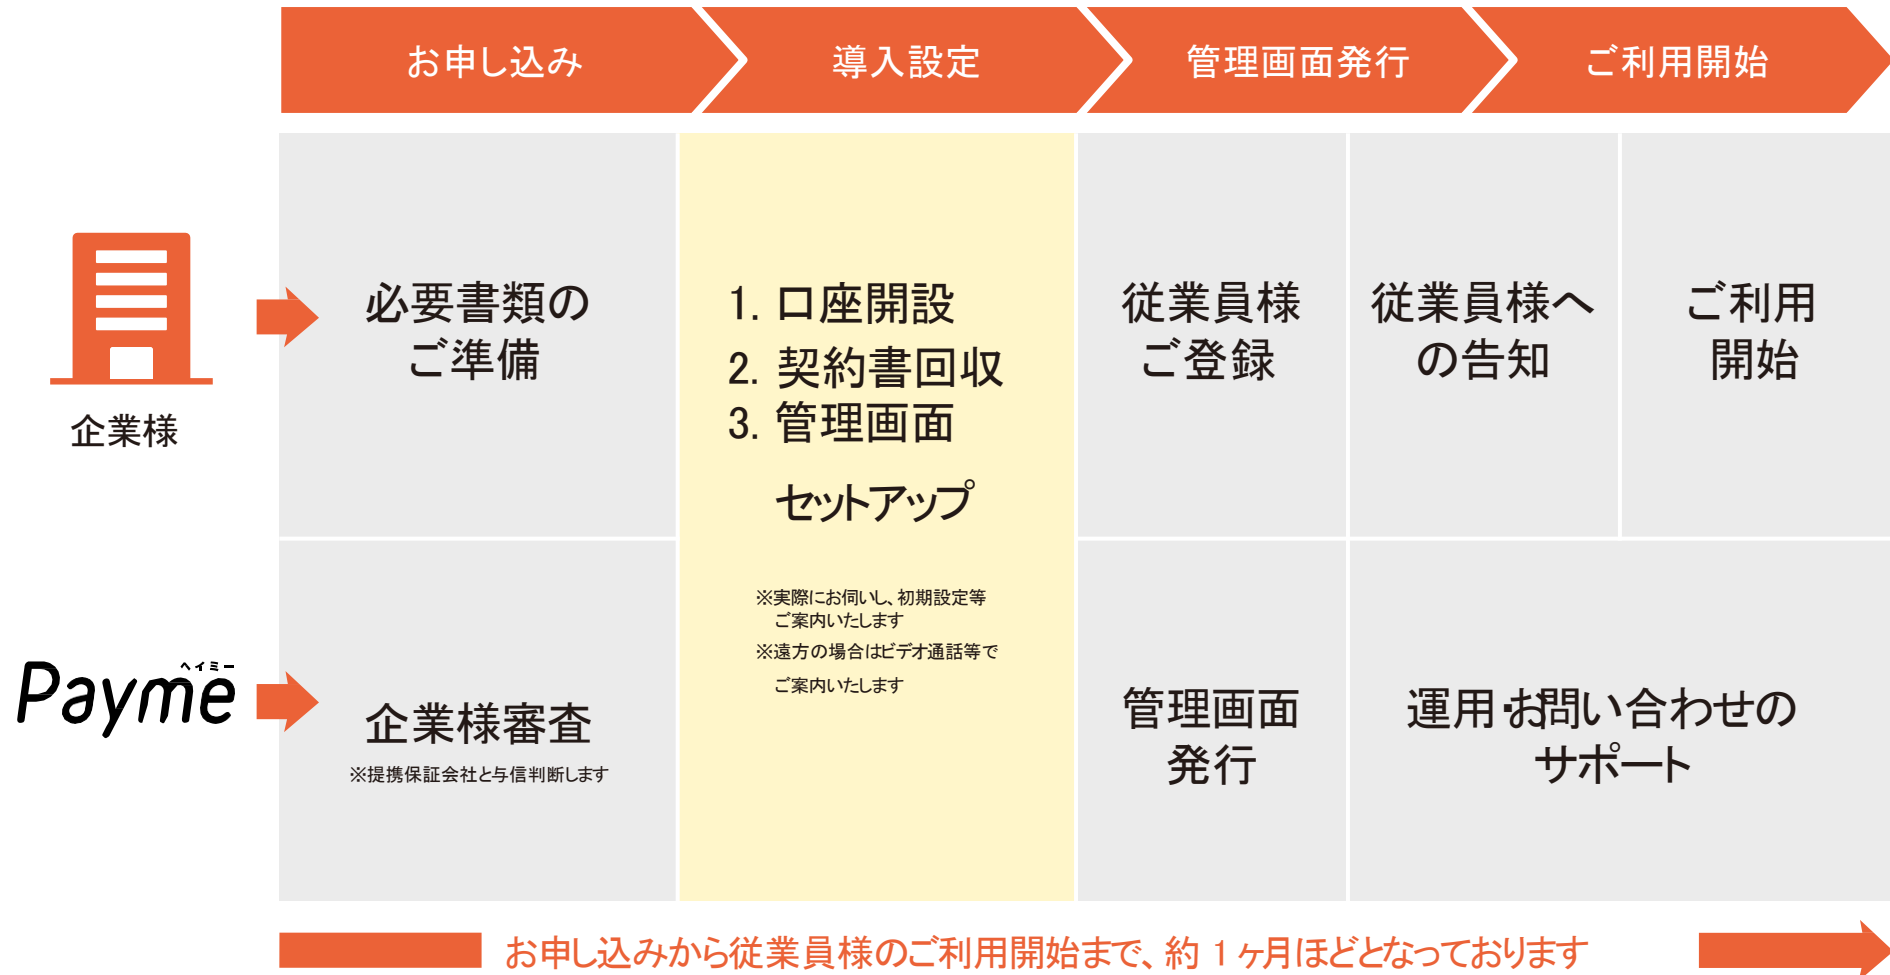 お申し込み
導入設定
管理画面発行
ご利用開始
企業様
必要書類の
ご準備
1. 口座開設
2. 契約書回収
3. 管理画面
セットアップ
※実際にお伺いし、初期設定等
ご案内いたします
※遠方の場合はビデオ通話等で
ご案内いたします
従業員様
ご登録
従業員様へ
の告知
ご利用
開始
ペイミー
Payme
企業様審査
※提携保証会社と与信判断します
管理画面
発行
運用・お問い合わせの
サポート
お申し込みから従業員様のご利用開始まで、約 1 ヶ月ほどとなっております